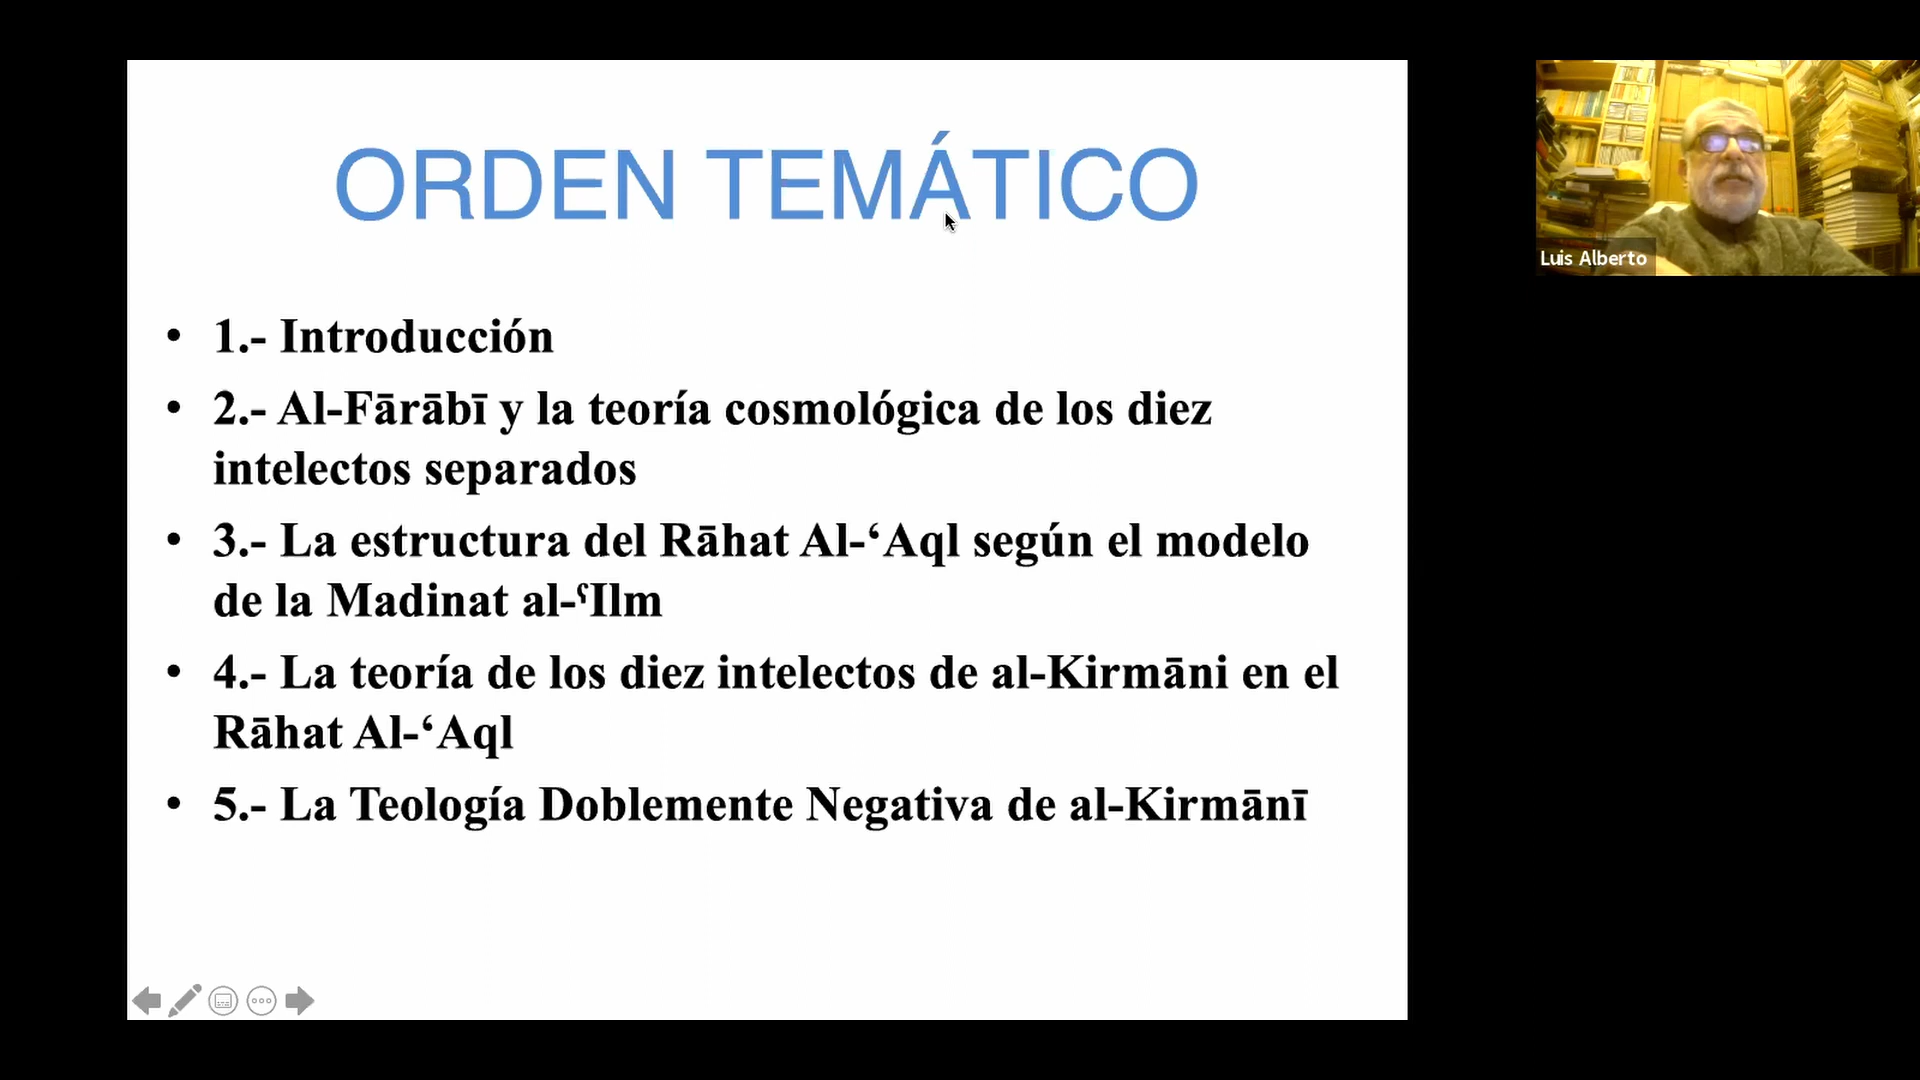 ORDEN TEMÁTICO
• 1.- Introducción
• 2.- Al-Fārābī y la teoría cosmológica de los diez
intelectos separados
• 3.- La estructura del Rāhat Al-‘Aql según el modelo
de la Madinat al-ʕIlm
• 4.- La teoría de los diez intelectos de al-Kirmāni en el
Rāhat Al-‘Aql
• 5.- La Teología Doblemente Negativa de al-Kirmānī
Luis Alberto